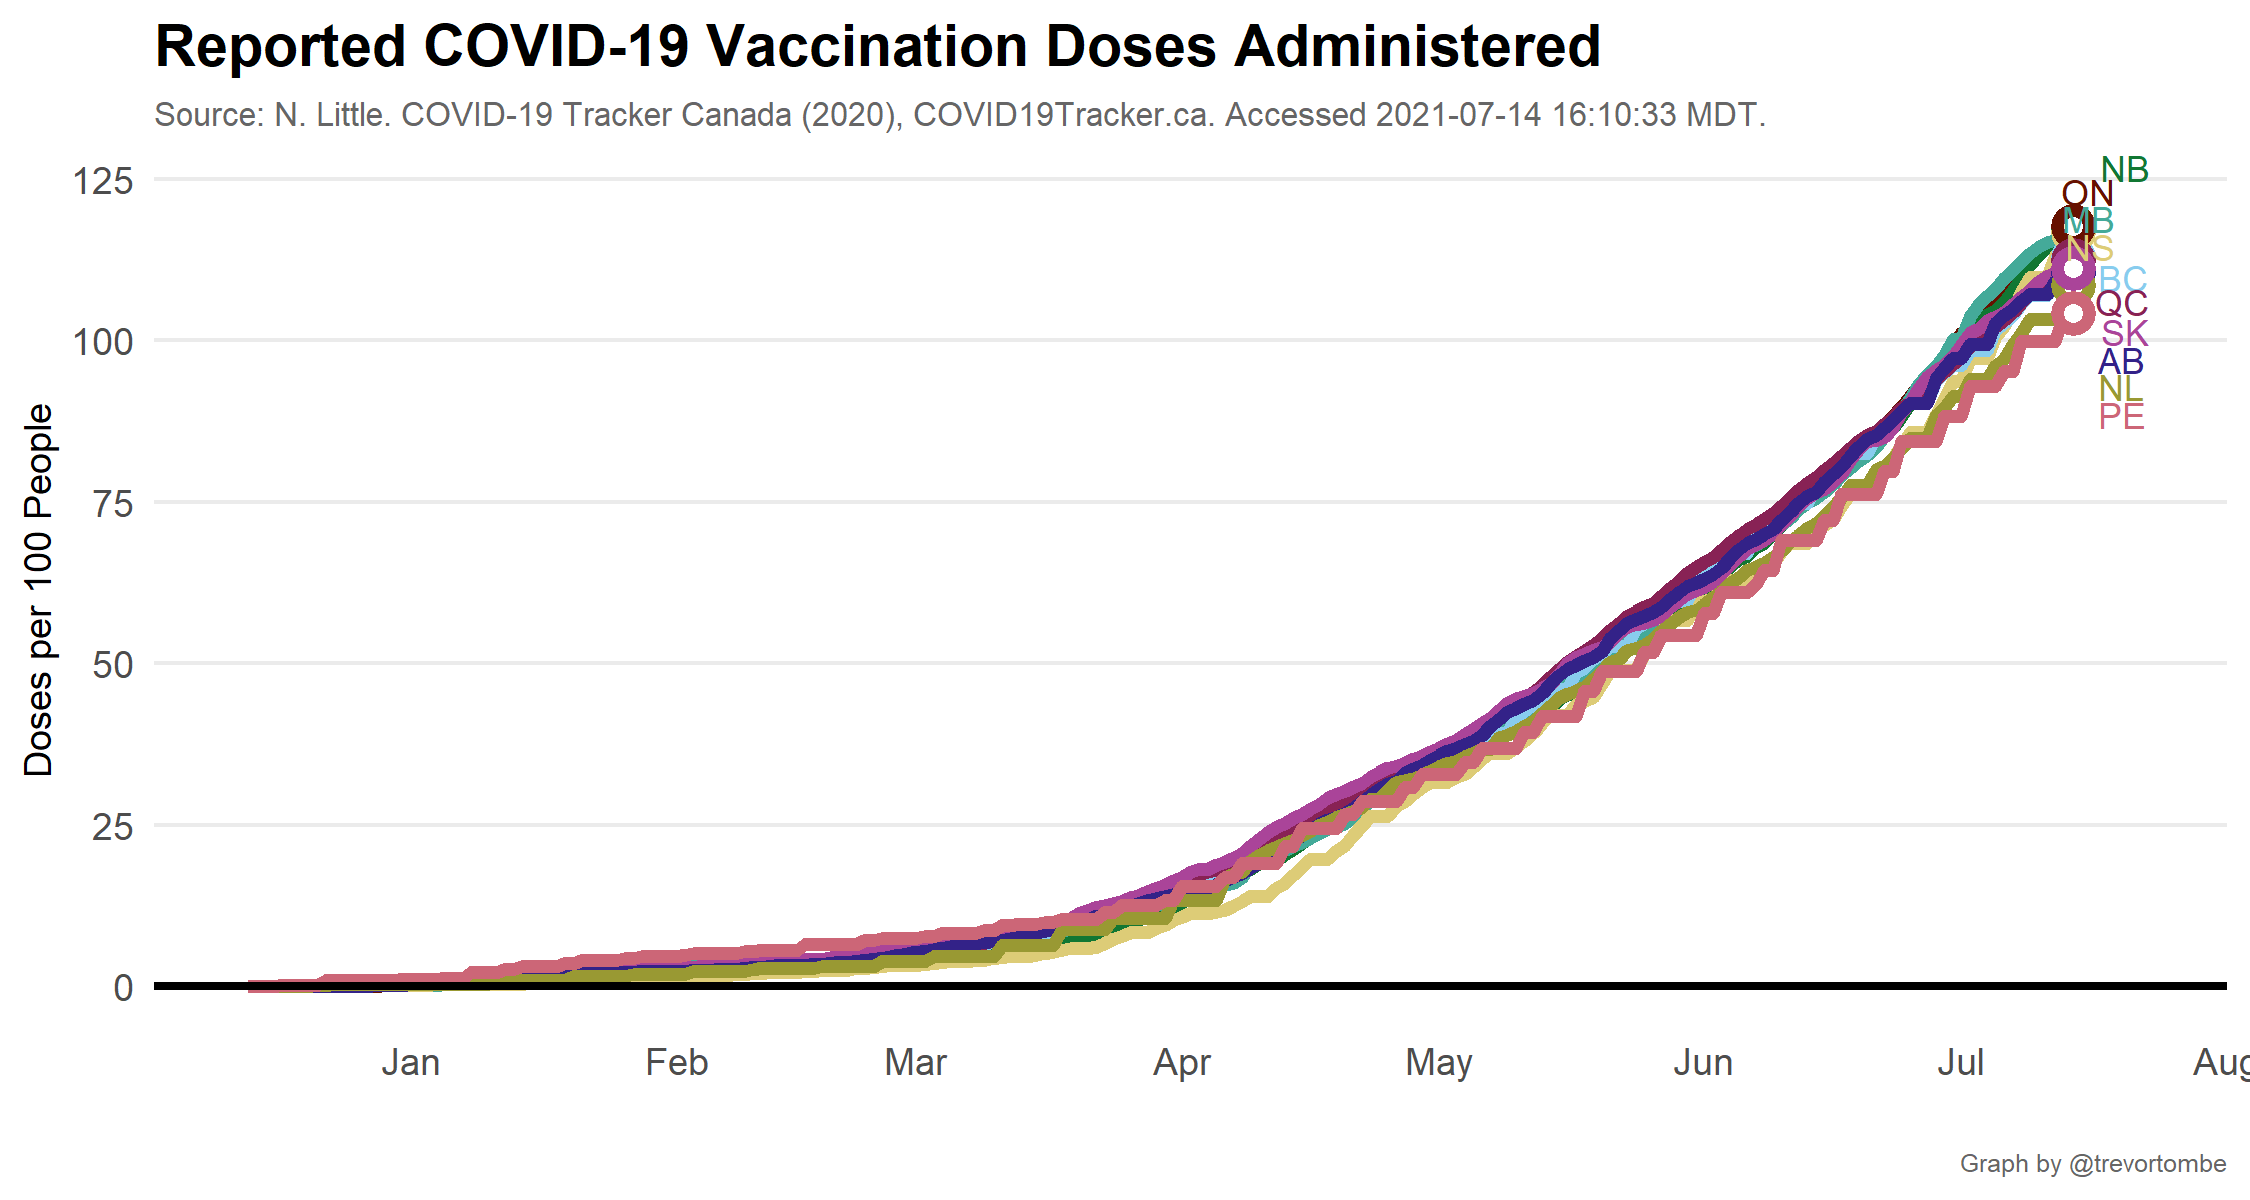 Reported COVID-19 Vaccination Doses Administered
Source: N. Little. COVID-19 Tracker Canada (2020), COVID19Tracker.ca. Accessed 2021-07-14 16:10:33 MDT.
Doses per 100 People
125
100
75
50
25
0
NB
ON
MB
NS
BC
QC
SK
AB
NL
PE
Jan Feb Mar Apr May Jun Jul Aug
Graph by @trevortombe